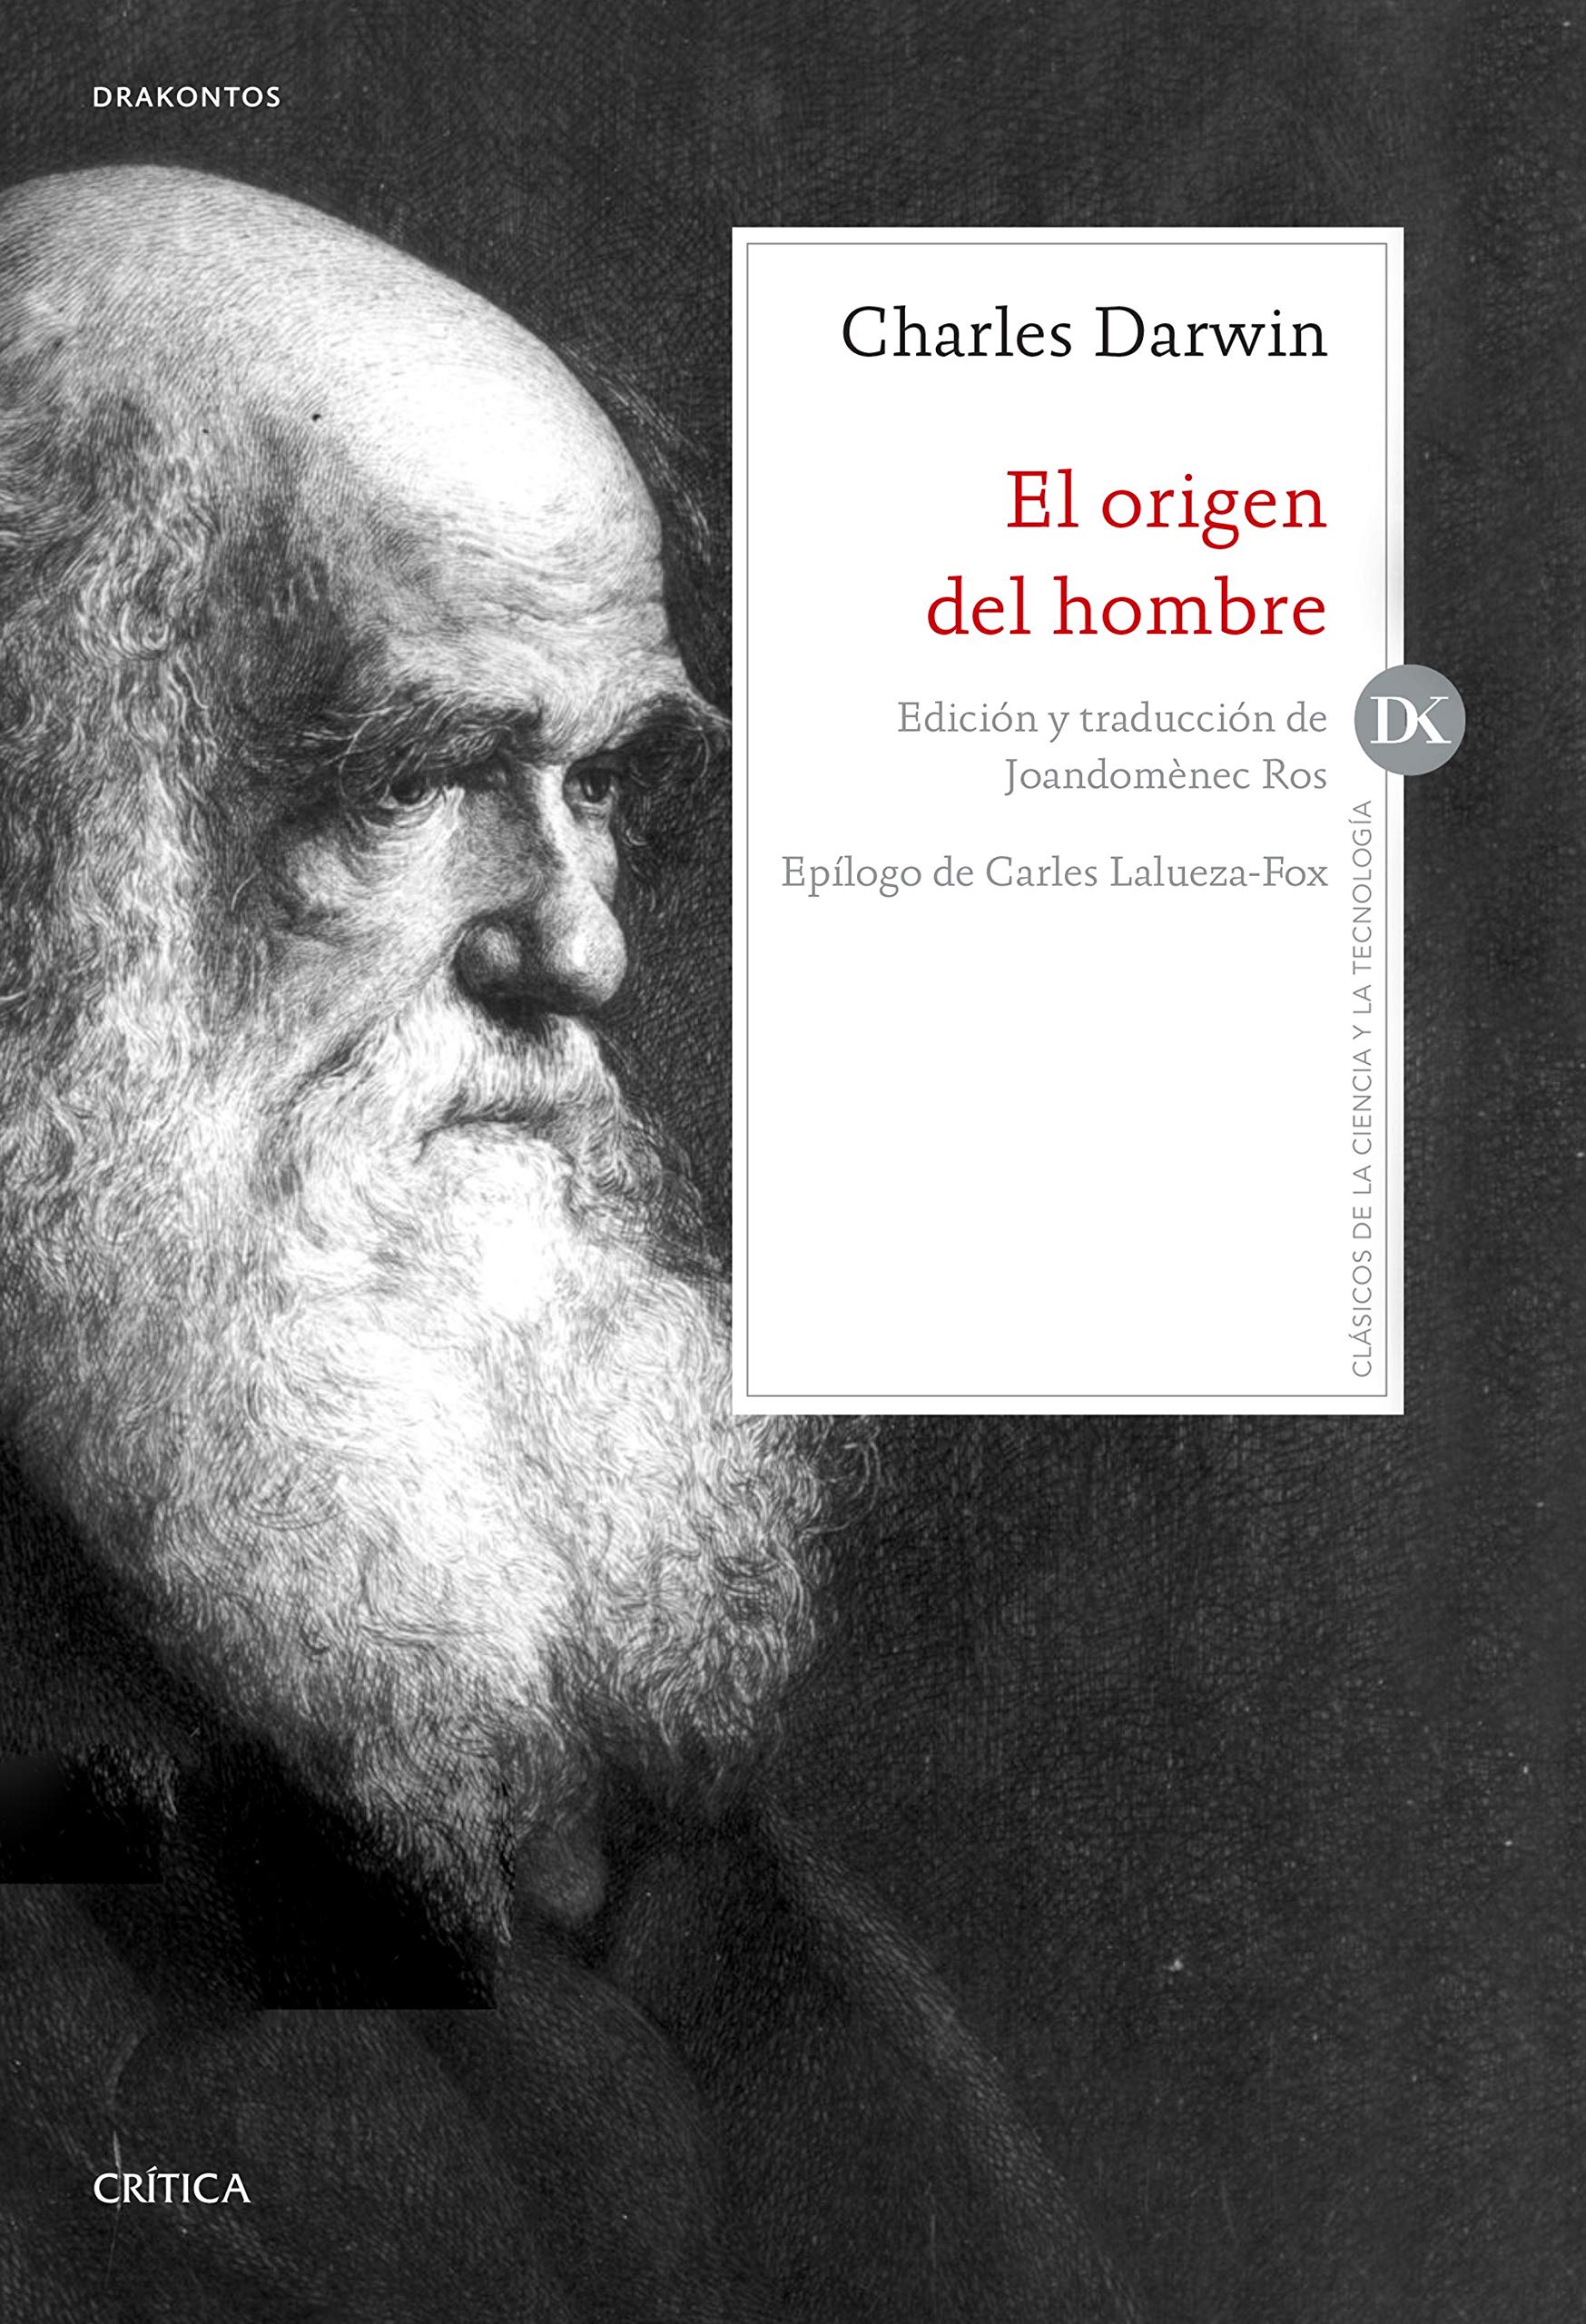 DRAKONTOS
Charles Darwin
El origen
del hombre
Edición y traducción de
Joandomènec Ros
Epílogo de Carles Lalueza-Fox
DK
CLÁSICOS DE LA CIENCIA Y LA TECNOLOGÍA
CRÍTICA